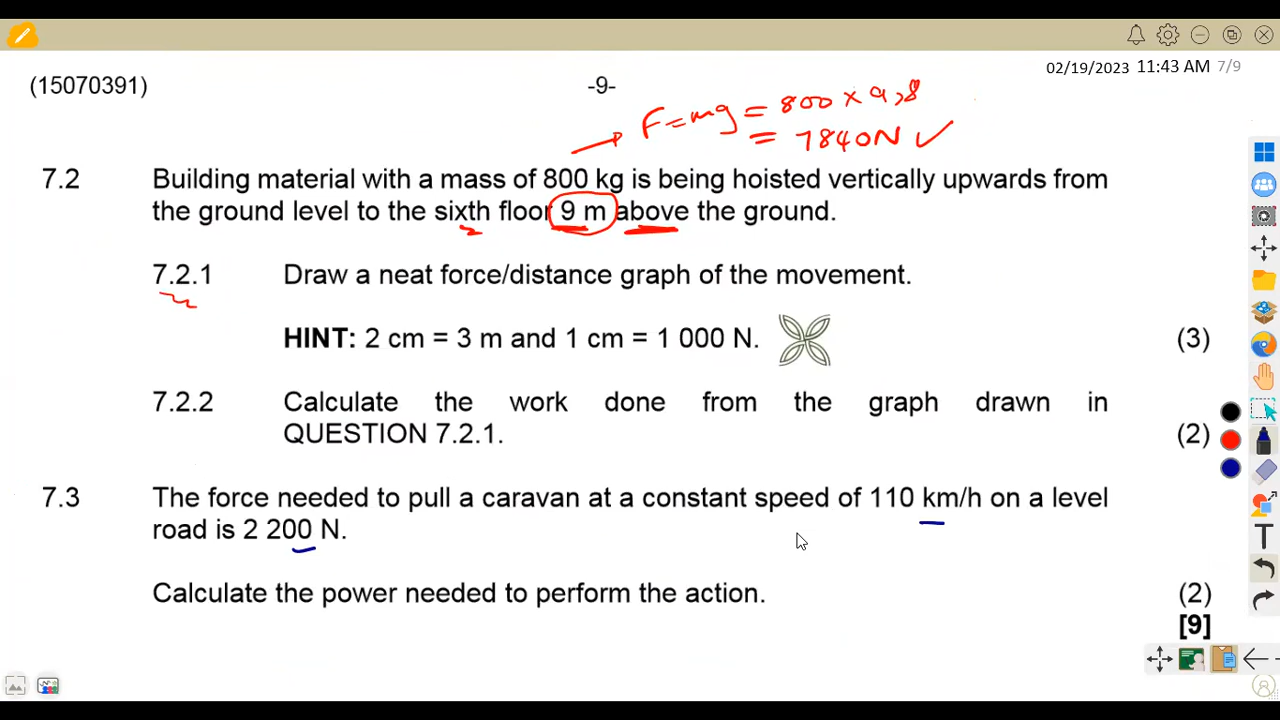 02/19/2023 11:43 AM 7/9
(15070391) -9-
F=mg = 800 × 9,8
= 7840N ✓
7.2 Building material with a mass of 800 kg is being hoisted vertically upwards from
the ground level to the sixth floor 9 m above the ground.
7.2.1 Draw a neat force/distance graph of the movement.
HINT: 2 cm = 3 m and 1 cm = 1 000 N. (3)
7.2.2 Calculate the work done from the graph drawn in
QUESTION 7.2.1. (2)
7.3 The force needed to pull a caravan at a constant speed of 110 km/h on a level
road is 2 200 N.
Calculate the power needed to perform the action. (2)
[9]